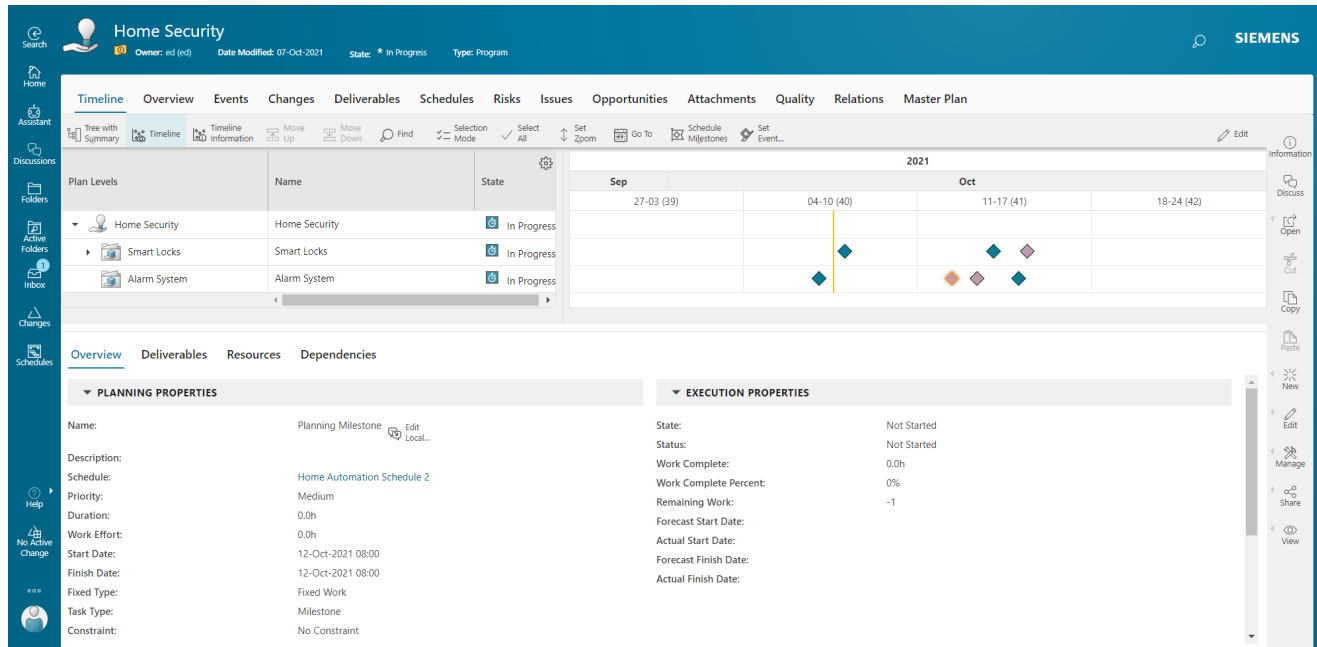 Search
Home
Assistant
Discussions
Folders
Active
Folders
1
Inbox
Changes
Schedules
Help
No Active
Change
Home Security
Owner: ed (ed) Date Modified: 07-Oct-2021 State: * In Progress Type: Program
SIEMENS
Timeline Overview Events Changes Deliverables Schedules Risks Issues Opportunities Attachments Quality Relations Master Plan
Tree with Summary Timeline Timeline Information Move Up Move Down Find Selection Mode Select All Set Zoom Go To Schedule Milestones Set Event... Edit
Plan Levels Name State
2021
Sep Oct
27-03 (39) 04-10 (40) 11-17 (41) 18-24 (42)
Home Security Home Security In Progress
Smart Locks Smart Locks In Progress
Alarm System Alarm System In Progress
Overview Deliverables Resources Dependencies
PLANNING PROPERTIES
Name: Planning Milestone Edit Local...
Description:
Schedule: Home Automation Schedule 2
Priority: Medium
Duration: 0.0h
Work Effort: 0.0h
Start Date: 12-Oct-2021 08:00
Finish Date: 12-Oct-2021 08:00
Fixed Type: Fixed Work
Task Type: Milestone
Constraint: No Constraint
EXECUTION PROPERTIES
State: Not Started
Status: Not Started
Work Complete: 0.0h
Work Complete Percent: 0%
Remaining Work: -1
Forecast Start Date:
Actual Start Date:
Forecast Finish Date:
Actual Finish Date:
Information
Discuss
Open
Cut
Copy
Paste
New
Edit
Manage
Share
View